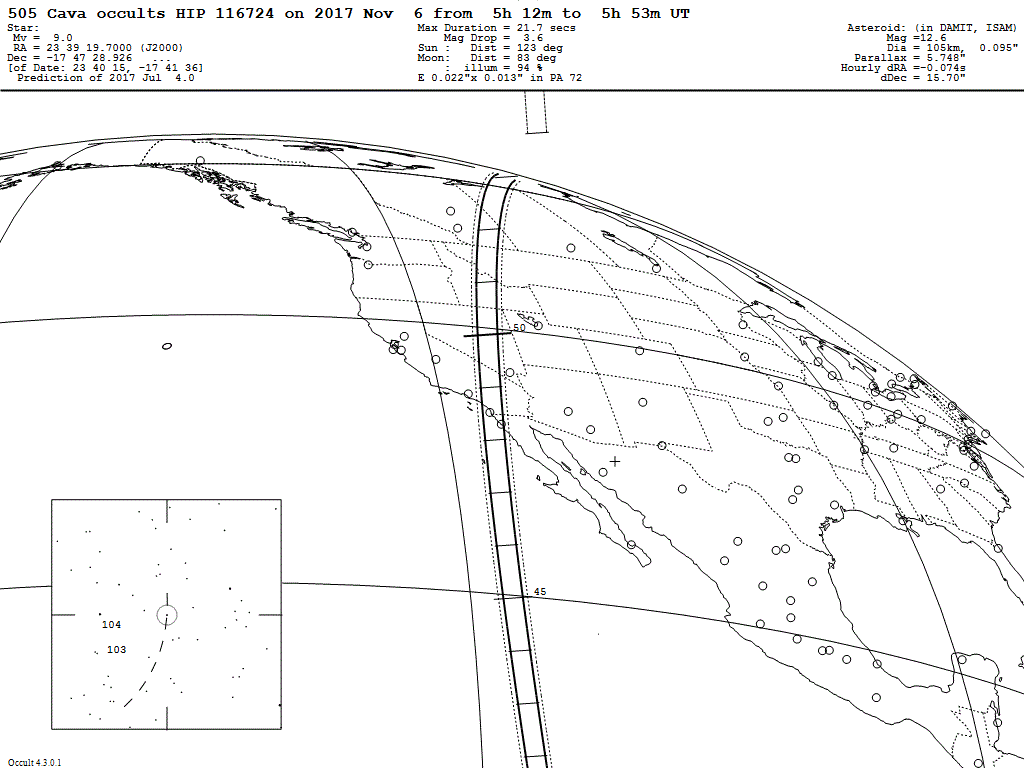 505 Cava occults HIP 116724 on 2017 Nov  6 from  5h 12m to  5h 53m UT
Star:
Mv =  9.0
RA = 23 39 19.7000 (J2000)
Dec = -17 47 28.926  ...
[of Date: 23 40 15, -17 41 36]
Prediction of 2017 Jul  4.0
Max Duration = 21.7 secs
Mag Drop =  3.6
Sun :   Dist = 123 deg
Moon:   Dist = 83 deg
:  illum = 94 %
E 0.022"x 0.013" in PA 72
Asteroid: (in DAMIT, ISAM)
Mag =12.6
Dia = 105km,  0.095"
Parallax = 5.748"
Hourly dRA =-0.074s
dDec = 15.70"
50
45
104
103
Occult 4.3.0.1